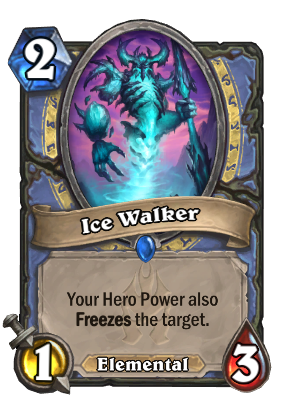 2
Ice Walker
Your Hero Power also
Freezes the target.
1
Elemental
3